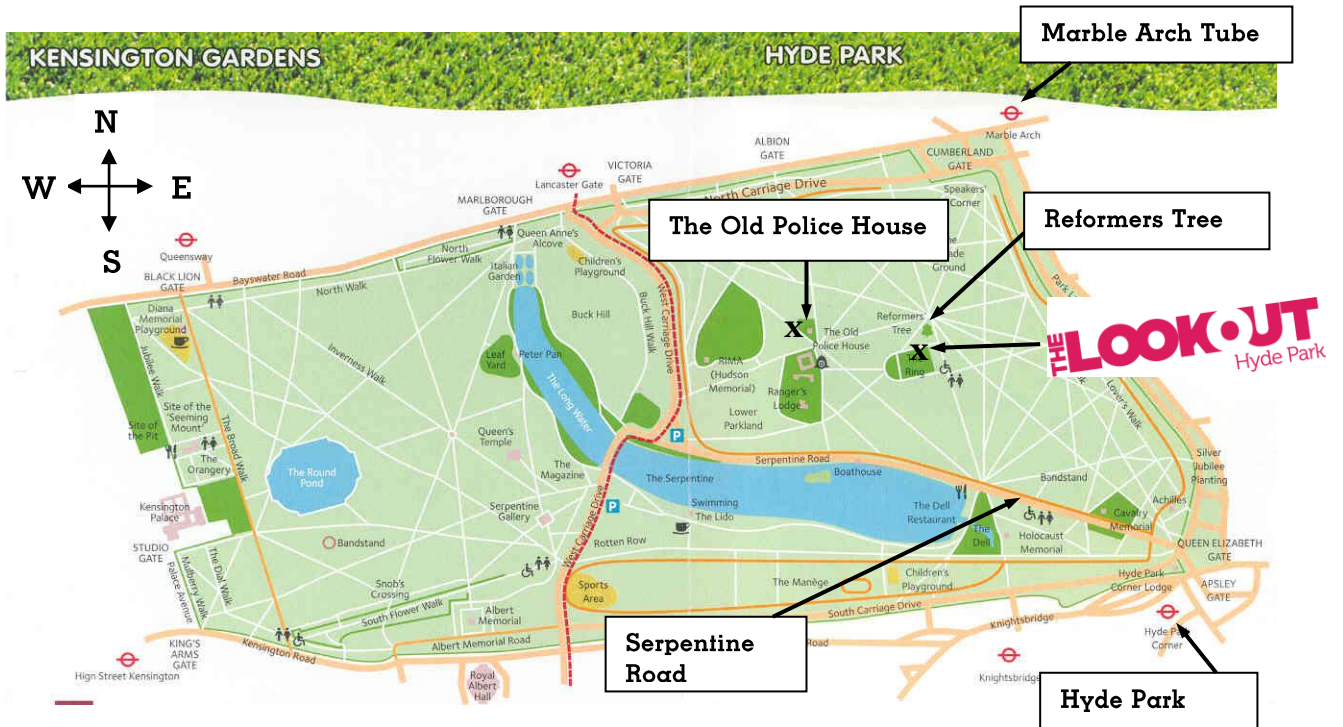 Marble Arch Tube
KENSINGTON GARDENS
HYDE PARK
N
W
E
S
Marble Arch
ALBION
GATE
CUMBERLAND
GATE
VICTORIA
GATE
Lancaster Gate
North Carriage Drive
Speakers'
Corner
MARLBOROUGH
GATE
The Old Police House
Reformers Tree
Queensway
BLACK LION
GATE
Bayswater Road
North
Flower Walk
Queen Anne's
Alcove
Italian
Garden
Children's
Playground
Ground
North Walk
West Carriage Drive
Buck Hill Walk
Buck Hill
Park
Diana
Memorial
Playground
Jubilee Walk
Inverness Walk
Leaf
Yard
Peter Pan
The Long Water
X
The Old
Police House
Reformers'
Tree
X
The
Ring
THE LOOKOUT
Hyde Park
RIMA
(Hudson
Memorial)
Ranger's
Lodge
Lower
Parkland
Lover's Walk
Site of the
'Seeming
Mount'
Site of
the Pit
The
Orangery
The Broad Walk
Queen's
Temple
P
The Round
Pond
The
Magazine
The Serpentine
Serpentine Road
Boathouse
Bandstand
Silver
Jubilee
Planting
Kensington
Palace
Serpentine
Gallery
P
Swimming
The Lido
The Dell
Restaurant
The
Dell
Achilles
Cavalry
Memorial
Holocaust
Memorial
STUDIO
GATE
Bandstand
West Carriage Drive
Rotten Row
QUEEN ELIZABETH
GATE
Mulberry Walk
Palace Avenue
The Dial Walk
Snob's
Crossing
South Flower Walk
Albert
Memorial
Sports
Area
The Manège
Children's
Playground
South Carriage Drive
Hyde Park
Corner Lodge
APSLEY
GATE
Knightsbridge
KING'S
ARMS
GATE
Kensington Road
Albert Memorial Road
Road
Serpentine
Road
Hyde
Corner
High Street Kensington
Royal
Albert
Hall
Knightsbridge
Hyde Park